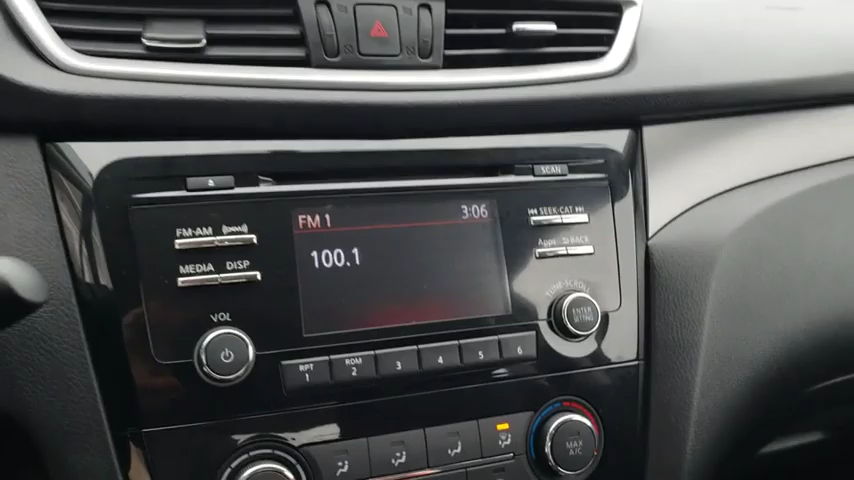 SCAN
FM-AM
MEDIA DISP
VOL
FM 1 3:06
100.1
SEEK·CAT
Apps BACK
TUNE·SCROLL
ENTER
SETTING
RPT
1
RDM
2
3
4
5
6
MAX
A/C